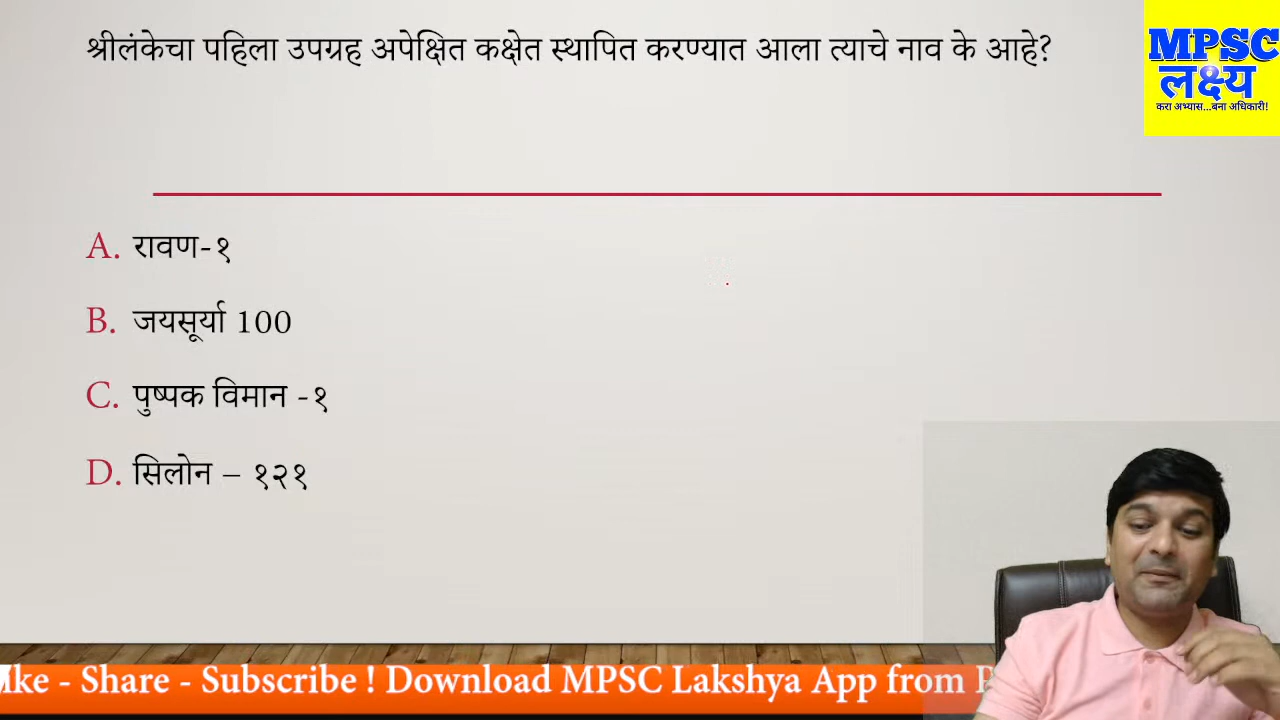 श्रीलंकेचा पहिला उपग्रह अपेक्षित कक्षेत स्थापित करण्यात आला त्याचे नाव के आहे?
MPSC
लक्ष्य
करा अभ्यास...बना अधिकारी!
A. रावण-१
B. जयसूर्या 100
C. पुष्पक विमान -१
D. सिलोन – १२१
ke - Share - Subscribe ! Download MPSC Lakshya App from